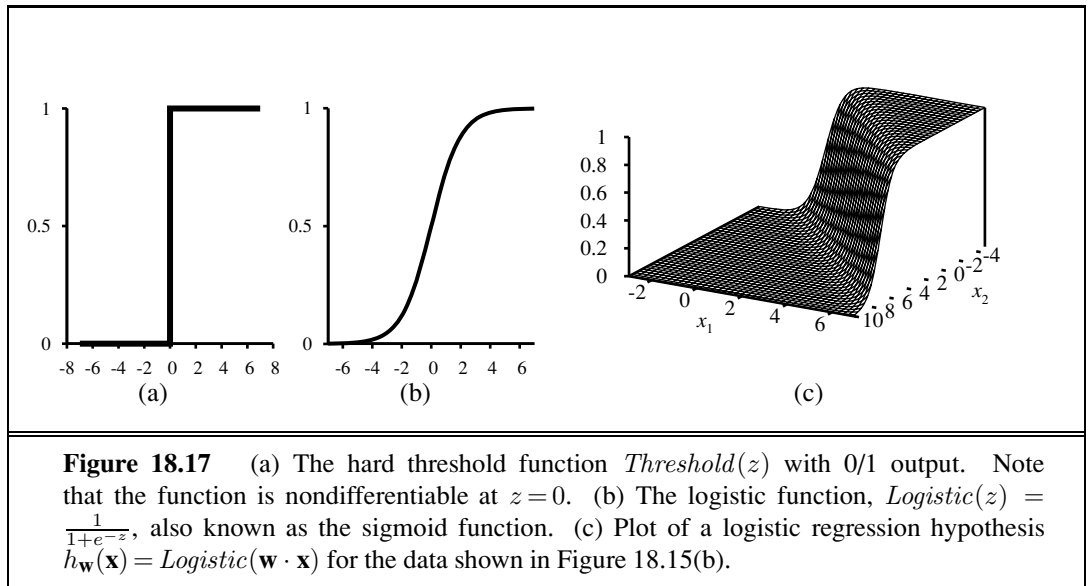 1
0.5
0
-8 -6 -4 -2 0 2 4 6 8
(a)
1
0.5
0
-6 -4 -2 0 2 4 6
(b)
1
0.8
0.6
0.4
0.2
0
-2 0 2 4 6
x1
10 8 6 4 2 0 -2 -4
x2
(c)
Figure 18.17 (a) The hard threshold function Threshold(z) with 0/1 output. Note
that the function is nondifferentiable at z = 0. (b) The logistic function, Logistic(z) =
1/(1+e^−z), also known as the sigmoid function. (c) Plot of a logistic regression hypothesis
hw(x) = Logistic(w · x) for the data shown in Figure 18.15(b).